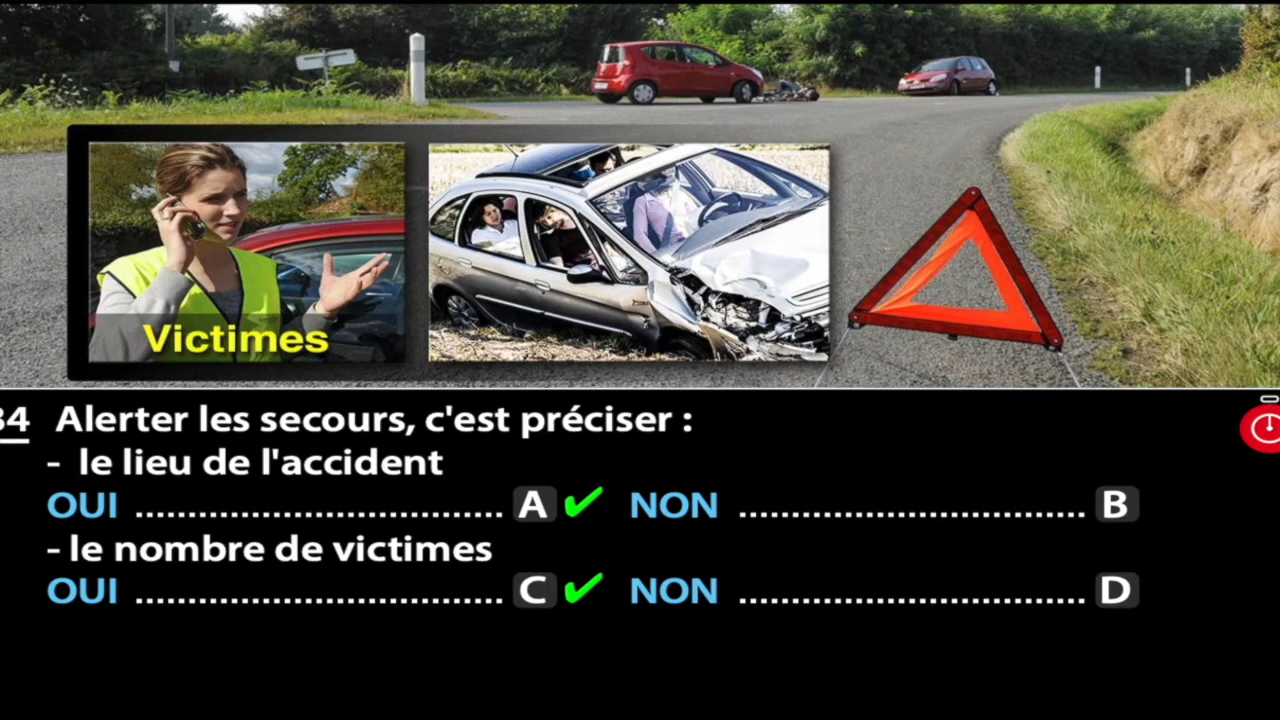 Victimes
34 Alerter les secours, c'est préciser :
- le lieu de l'accident
OUI .................................. A ✔ NON ................................ B
- le nombre de victimes
OUI .................................. C ✔ NON ................................ D